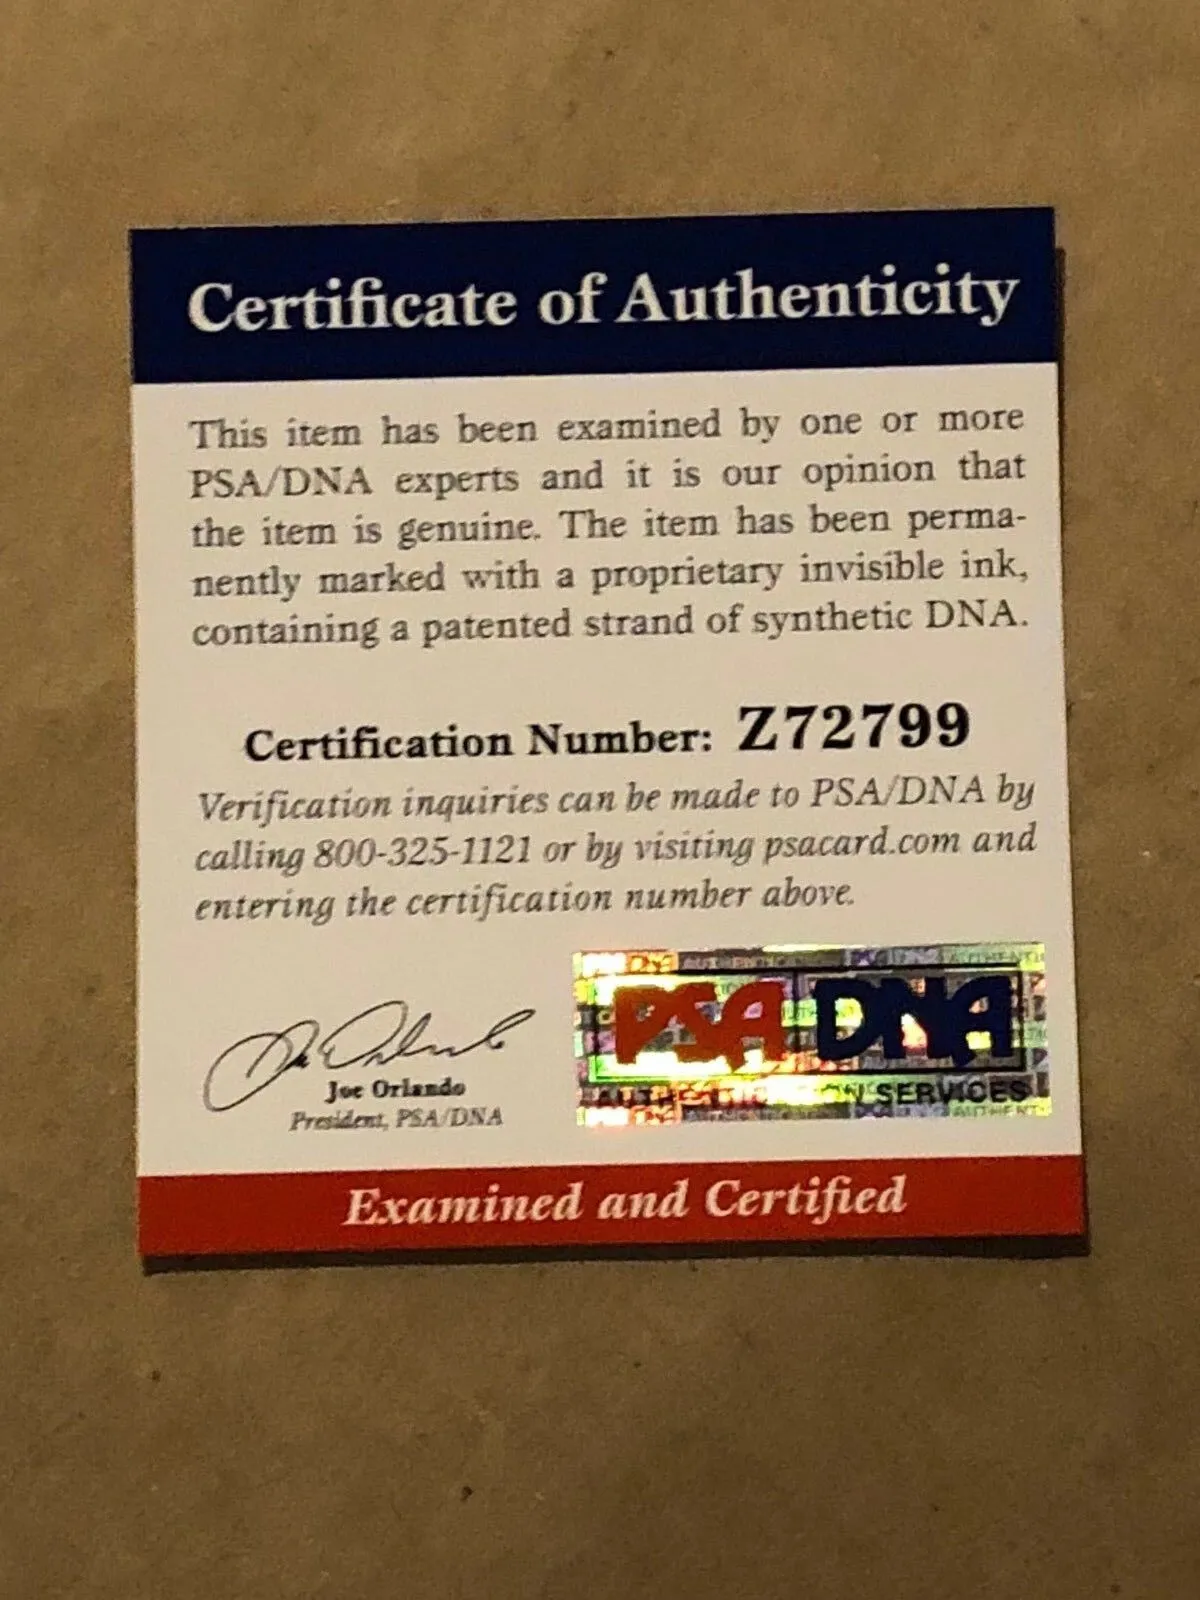 Certificate of Authenticity
This item has been examined by one or more
PSA/DNA experts and it is our opinion that
the item is genuine. The item has been perma-
nently marked with a proprietary invisible ink,
containing a patented strand of synthetic DNA.
Certification Number: Z72799
Verification inquiries can be made to PSA/DNA by
calling 800-325-1121 or by visiting psacard.com and
entering the certification number above.
Joe Orlando
President, PSA/DNA
PSA DNA
AUTHENTICATION SERVICES
Examined and Certified